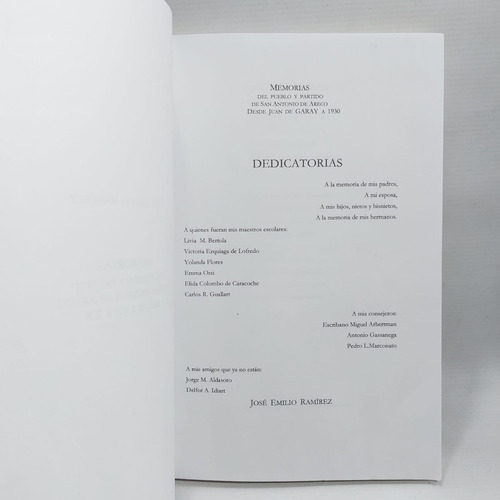 MEMORIAS
DEL PUEBLO Y PARTIDO
DE SAN ANTONIO DE ARECO
DESDE JUAN DE GARAY A 1930
DEDICATORIAS
A la memoria de mis padres,
A mi esposa,
A mis hijos, nietos y bisnietos,
A la memoria de mis hermanos.
A quienes fueran mis maestros escolares:
Livia M. Bertola
Victoria Ezquiaga de Lofredo
Yolanda Flores
Emma Orsi
Elida Colombo de Caracoche
Carlos R. Guallart
A mis consejeros:
Escribano Miguel Arbertman
Antonio Gassanega
Pedro L.Marconato
A mis amigos que ya no están:
Jorge M. Aldasoro
Delfor A. Idiart
JOSÉ EMILIO RAMÍREZ